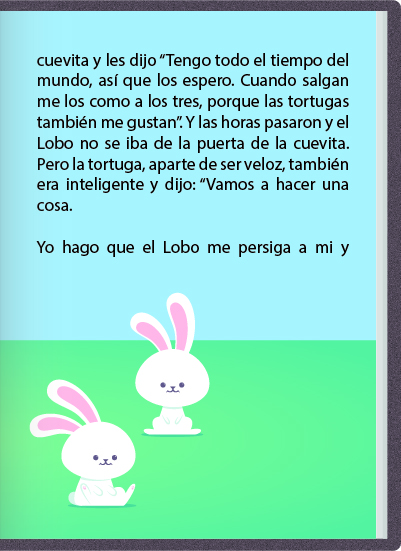 cuevita y les dijo “Tengo todo el tiempo del
mundo, así que los espero. Cuando salgan
me los como a los tres, porque las tortugas
también me gustan”. Y las horas pasaron y el
Lobo no se iba de la puerta de la cuevita.
Pero la tortuga, aparte de ser veloz, también
era inteligente y dijo: “Vamos a hacer una
cosa.
Yo hago que el Lobo me persiga a mi y